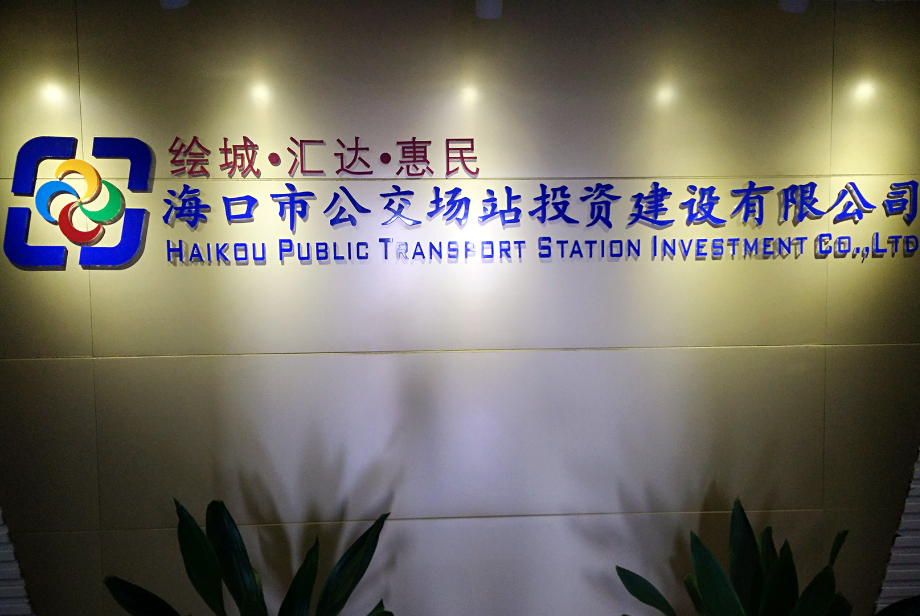 绘城·汇达·惠民
海口市公交场站投资建设有限公司
HAIKOU PUBLIC TRANSPORT STATION INVESTMENT CO.,LTD